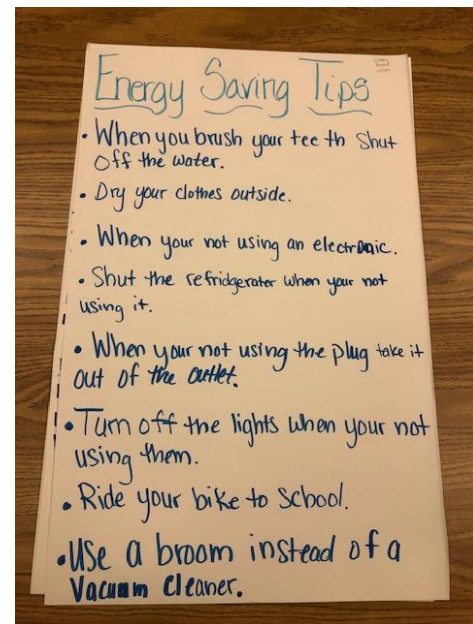 Energy Saving Tips
• When you brush your tee th Shut
off the water.
• Dry your clothes outside.
• When your not using an electronic.
• Shut the refridgerator when your not
using it.
• When your not using the plug take it
out of the outlet.
• Turn off the lights when your not
using them.
• Ride your bike to School.
• Use a broom instead of a
Vacuum Cleaner.